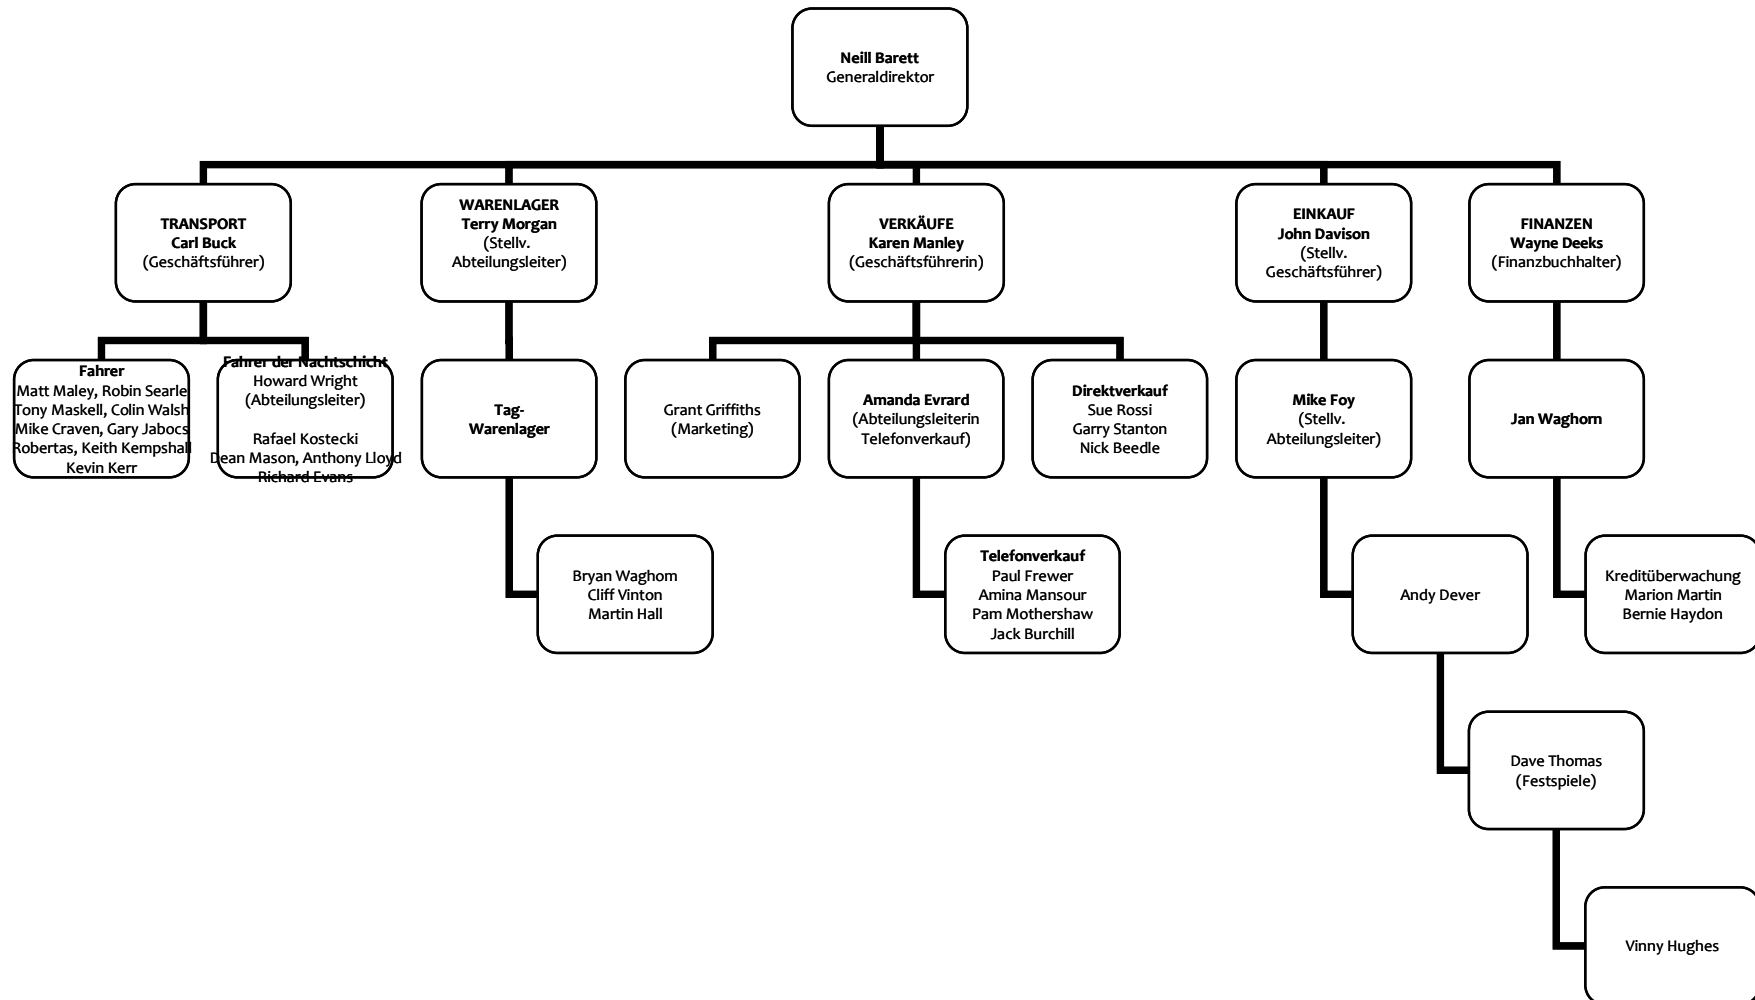 Neill Barett
Generaldirektor
TRANSPORT
Carl Buck
(Geschäftsführer)
WARENLAGER
Terry Morgan
(Stellv.
Abteilungsleiter)
VERKÄUFE
Karen Manley
(Geschäftsführerin)
EINKAUF
John Davison
(Stellv.
Geschäftsführer)
FINANZEN
Wayne Deeks
(Finanzbuchhalter)
Fahrer
Matt Maley, Robin Searle
Tony Maskell, Colin Walsh
Mike Craven, Gary Jabocs
Robertas, Keith Kempshall
Kevin Kerr
Fahrer der Nachtschicht
Howard Wright
(Abteilungsleiter)
Rafael Kostecki
Dean Mason, Anthony Lloyd
Richard Evans
Tag-
Warenlager
Grant Griffiths
(Marketing)
Amanda Evrard
(Abteilungsleiterin
Telefonverkauf)
Direktverkauf
Sue Rossi
Garry Stanton
Nick Beedle
Mike Foy
(Stellv.
Abteilungsleiter)
Jan Waghorn
Bryan Waghom
Cliff Vinton
Martin Hall
Telefonverkauf
Paul Frewer
Amina Mansour
Pam Mothershaw
Jack Burchill
Andy Dever
Kreditüberwachung
Marion Martin
Bernie Haydon
Dave Thomas
(Festspiele)
Vinny Hughes